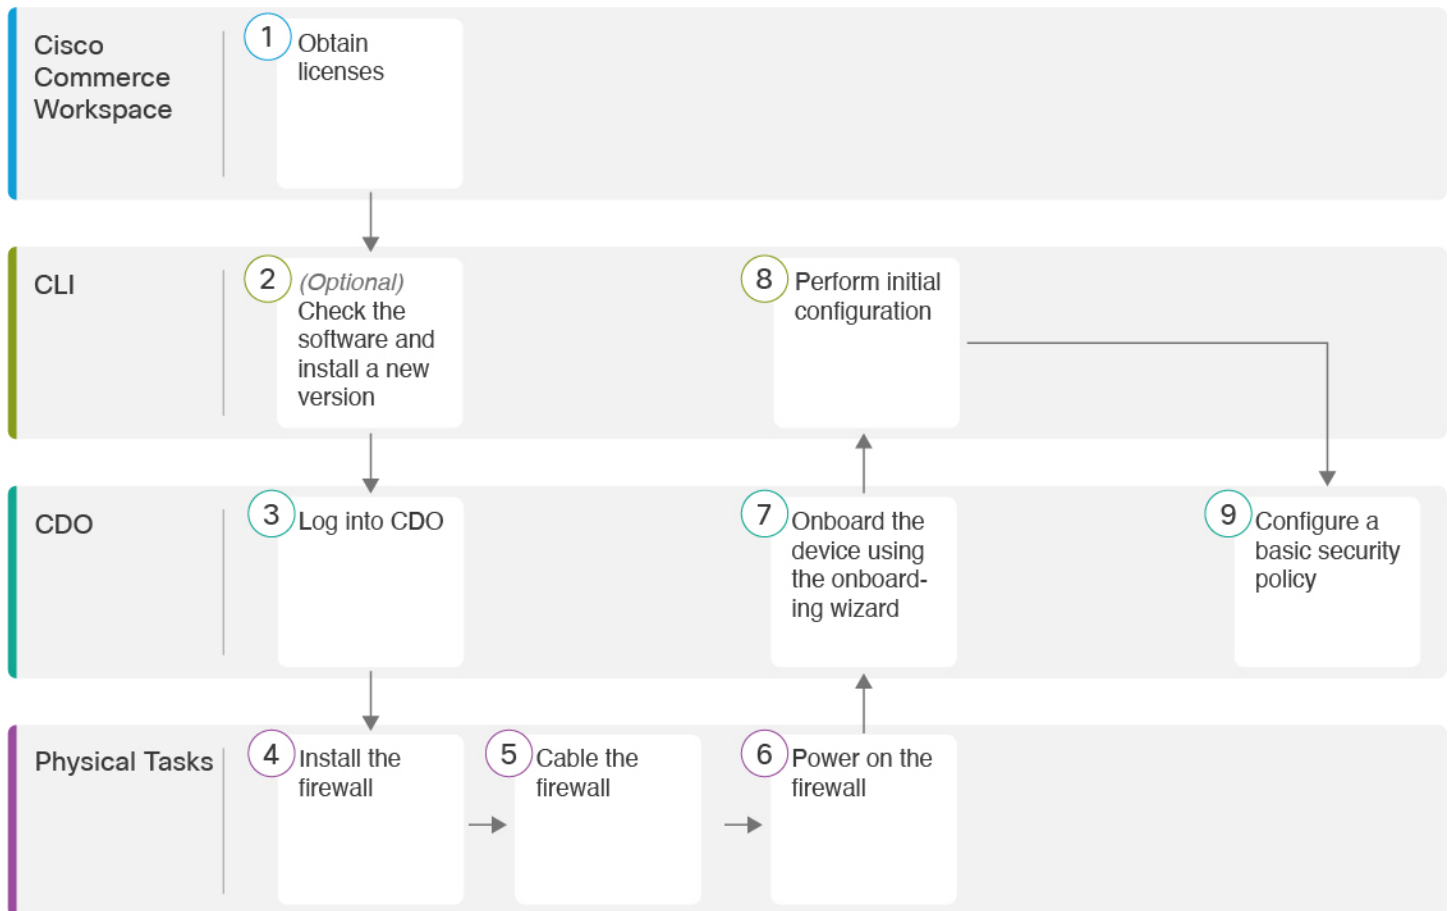 Cisco
Commerce
Workspace
1
Obtain
licenses
CLI
2
(Optional)
Check the
software and
install a new
version
8
Perform initial
configuration
CDO
3
Log into CDO
7
Onboard the
device using
the onboard-
ing wizard
9
Configure a
basic security
policy
Physical Tasks
4
Install the
firewall
5
Cable the
firewall
6
Power on the
firewall